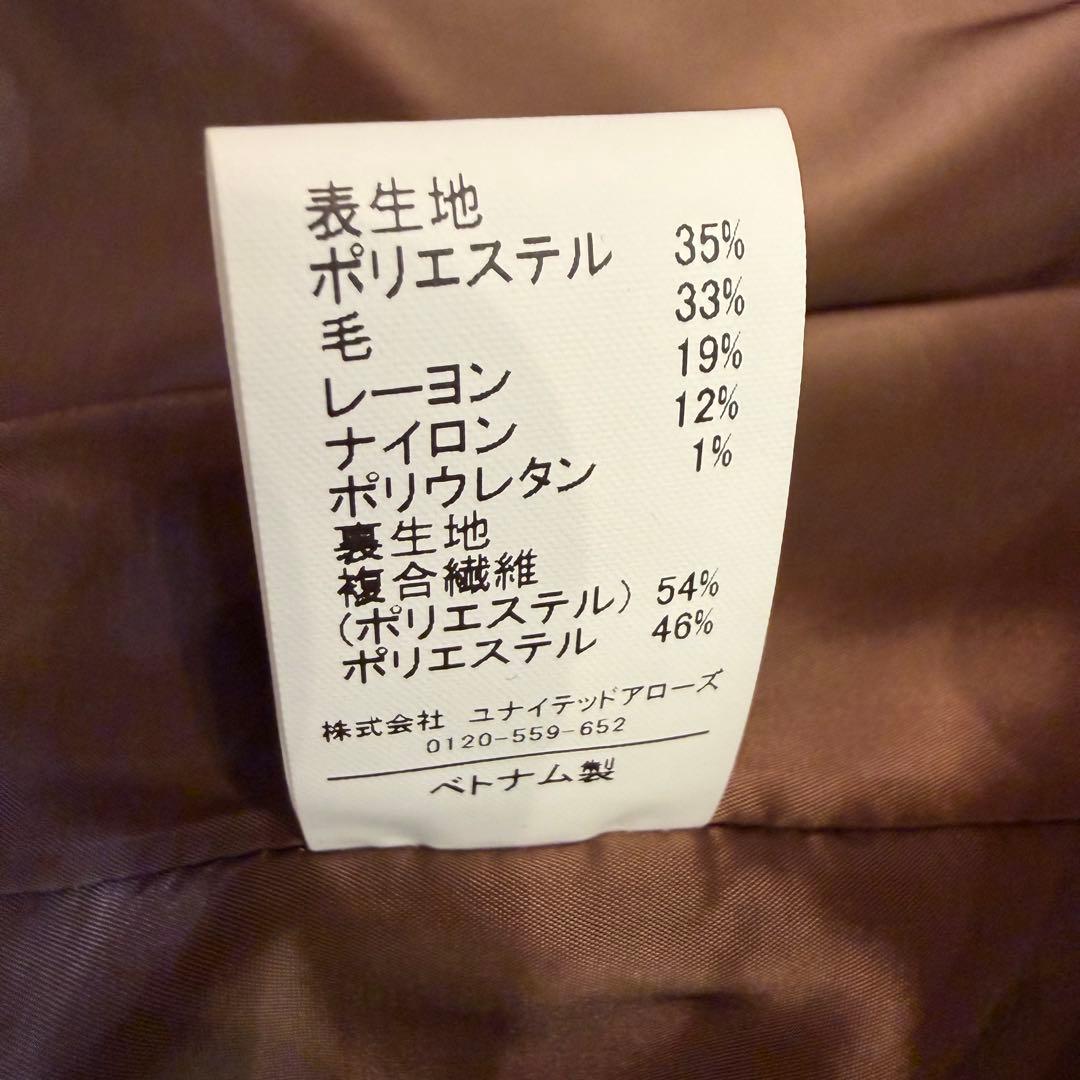 表生地
ポリエステル 35%
毛 33%
レーヨン 19%
ナイロン 12%
ポリウレタン 1%
裏生地
複合繊維
(ポリエステル) 54%
ポリエステル 46%
株式会社 ユナイテッドアローズ
0120-559-652
ベトナム製